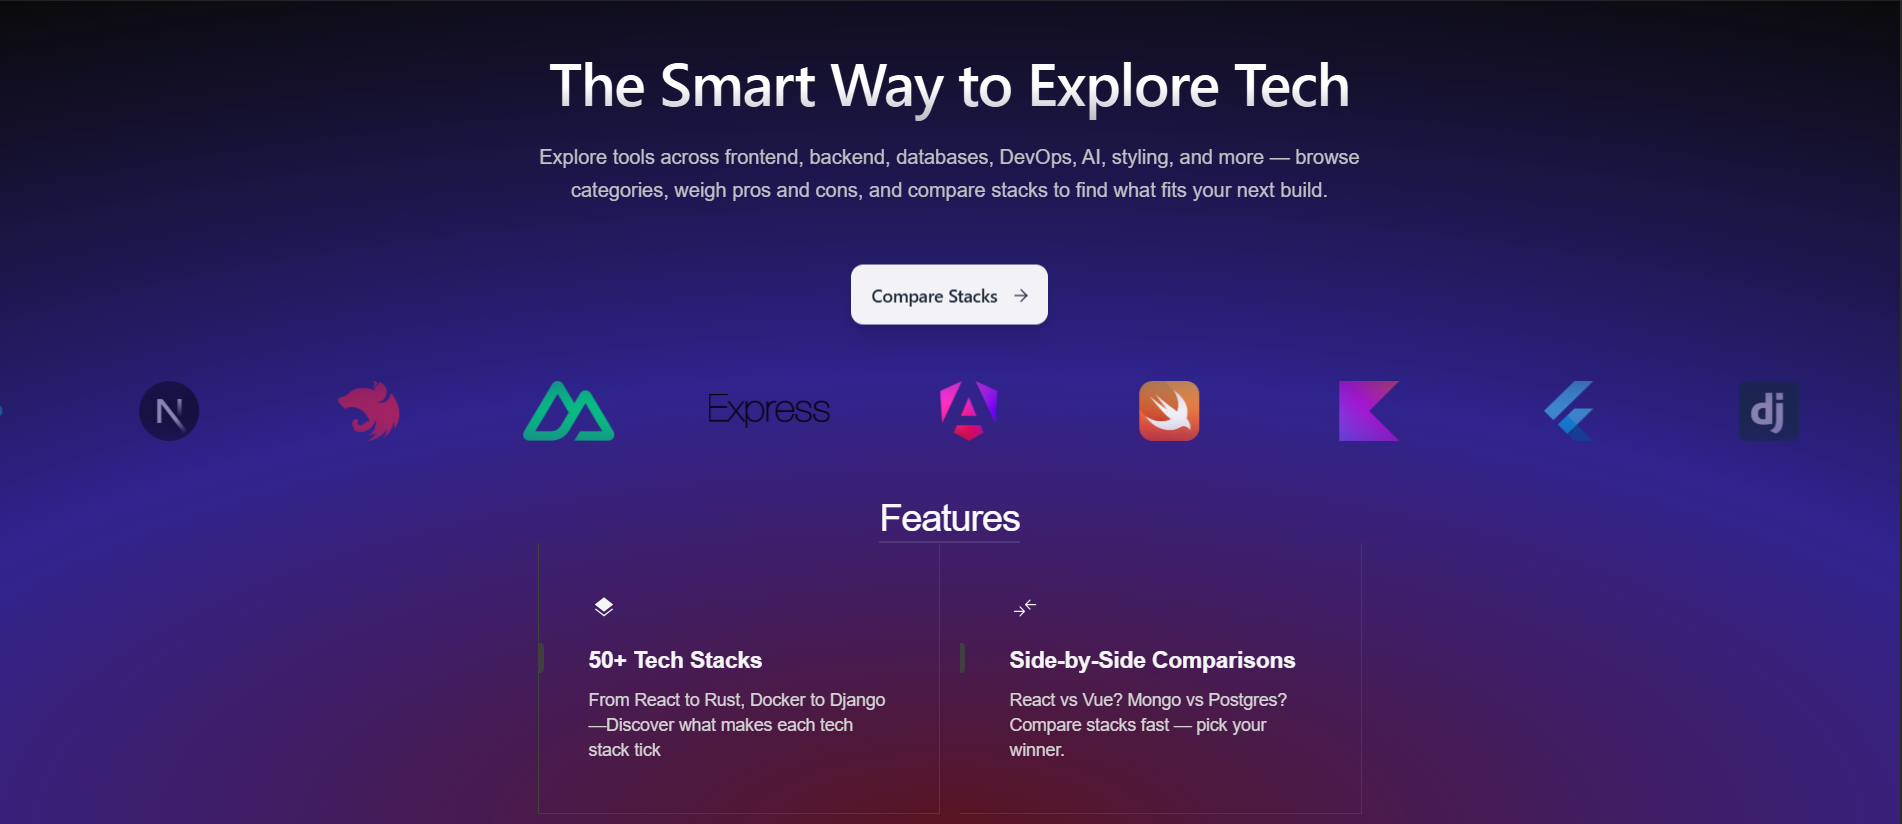 The Smart Way to Explore Tech
Explore tools across frontend, backend, databases, DevOps, AI, styling, and more — browse
categories, weigh pros and cons, and compare stacks to find what fits your next build.
Compare Stacks
N
Express
A
dj
Features
50+ Tech Stacks
From React to Rust, Docker to Django
—Discover what makes each tech
stack tick
Side-by-Side Comparisons
React vs Vue? Mongo vs Postgres?
Compare stacks fast — pick your
winner.